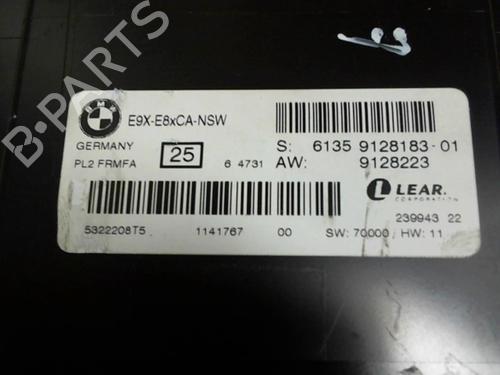 B-PARTS
BMW
E9X-E8xCA-NSW
GERMANY
PL2 FRMFA
25
6 4731
S: 6135 9128183-01
AW: 9128223
LEAR.
CORPORATION
239943 22
5322208T5 1141767 00 SW: 70000 HW: 11